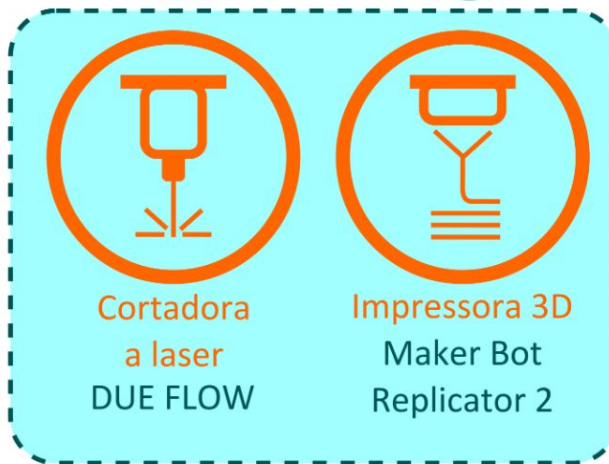 Cortadora
a laser
DUE FLOW
Impressora 3D
Maker Bot
Replicator 2